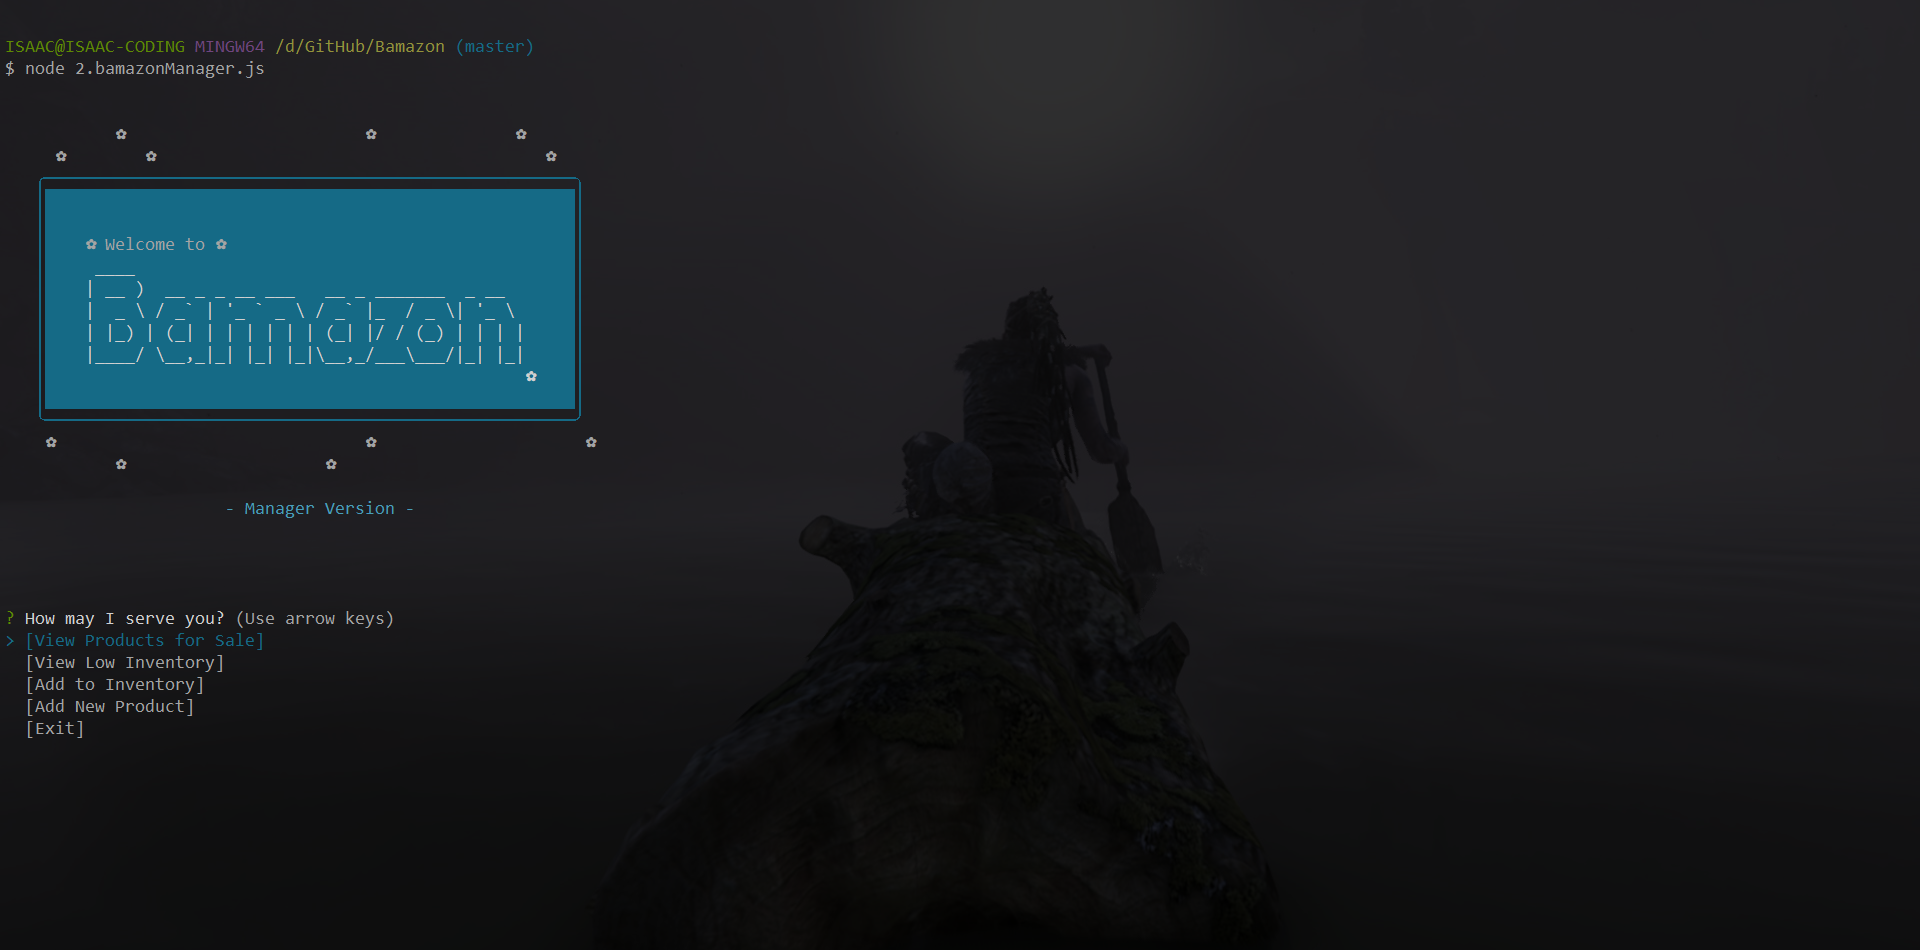 ISAAC@ISAAC-CODING MINGW64 /d/GitHub/Bamazon (master)
$ node 2.bamazonManager.js
✿ Welcome to ✿
Bamazon
- Manager Version -
? How may I serve you? (Use arrow keys)
> [View Products for Sale]
[View Low Inventory]
[Add to Inventory]
[Add New Product]
[Exit]